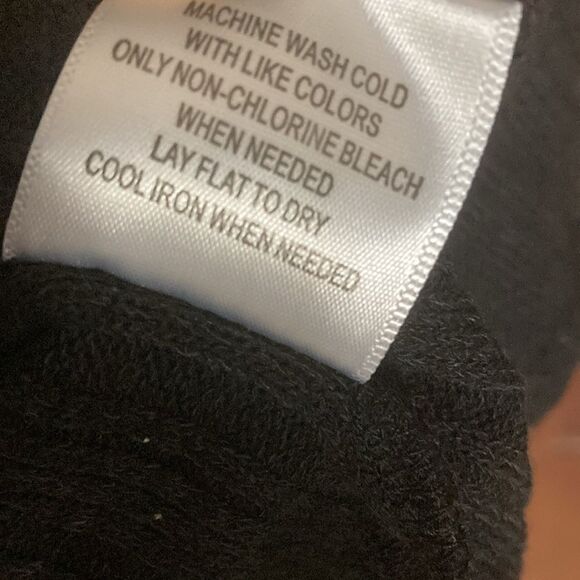 MACHINE WASH COLD
WITH LIKE COLORS
ONLY NON-CHLORINE BLEACH
WHEN NEEDED
LAY FLAT TO DRY
COOL IRON WHEN NEEDED